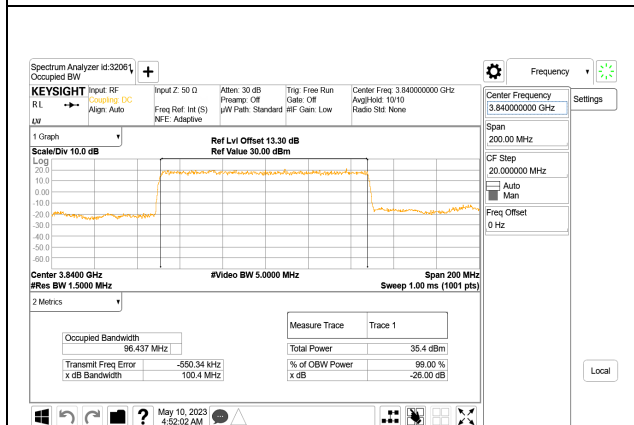 Spectrum Analyzer id:32061
Occupied BW
Frequency
KEYSIGHT
RL
Input: RF
Coupling: DC
Align: Auto
Input Z: 50 Ω
Freq Ref: Int (S)
NFE: Adaptive
Atten: 30 dB
Preamp: Off
µW Path: Standard
Trig: Free Run
Gate: Off
#IF Gain: Low
Center Freq: 3.840000000 GHz
Avg|Hold: 10/10
Radio Std: None
LXI
1 Graph
Scale/Div 10.0 dB
Ref Lvl Offset 13.30 dB
Ref Value 30.00 dBm
Log
20.0
10.0
0.00
-10.0
-20.0
-30.0
-40.0
-50.0
-60.0
Center 3.8400 GHz
#Res BW 1.5000 MHz
#Video BW 5.0000 MHz
Span 200 MHz
Sweep 1.00 ms (1001 pts)
2 Metrics
Measure Trace Trace 1
Occupied Bandwidth
96.437 MHz
Total Power 35.4 dBm
Transmit Freq Error -550.34 kHz
% of OBW Power 99.00 %
x dB Bandwidth 100.4 MHz
x dB -26.00 dB
Center Frequency
3.840000000 GHz
Settings
Span
200.00 MHz
CF Step
20.000000 MHz
Auto
Man
Freq Offset
0 Hz
Local
May 10, 2023
4:52:02 AM